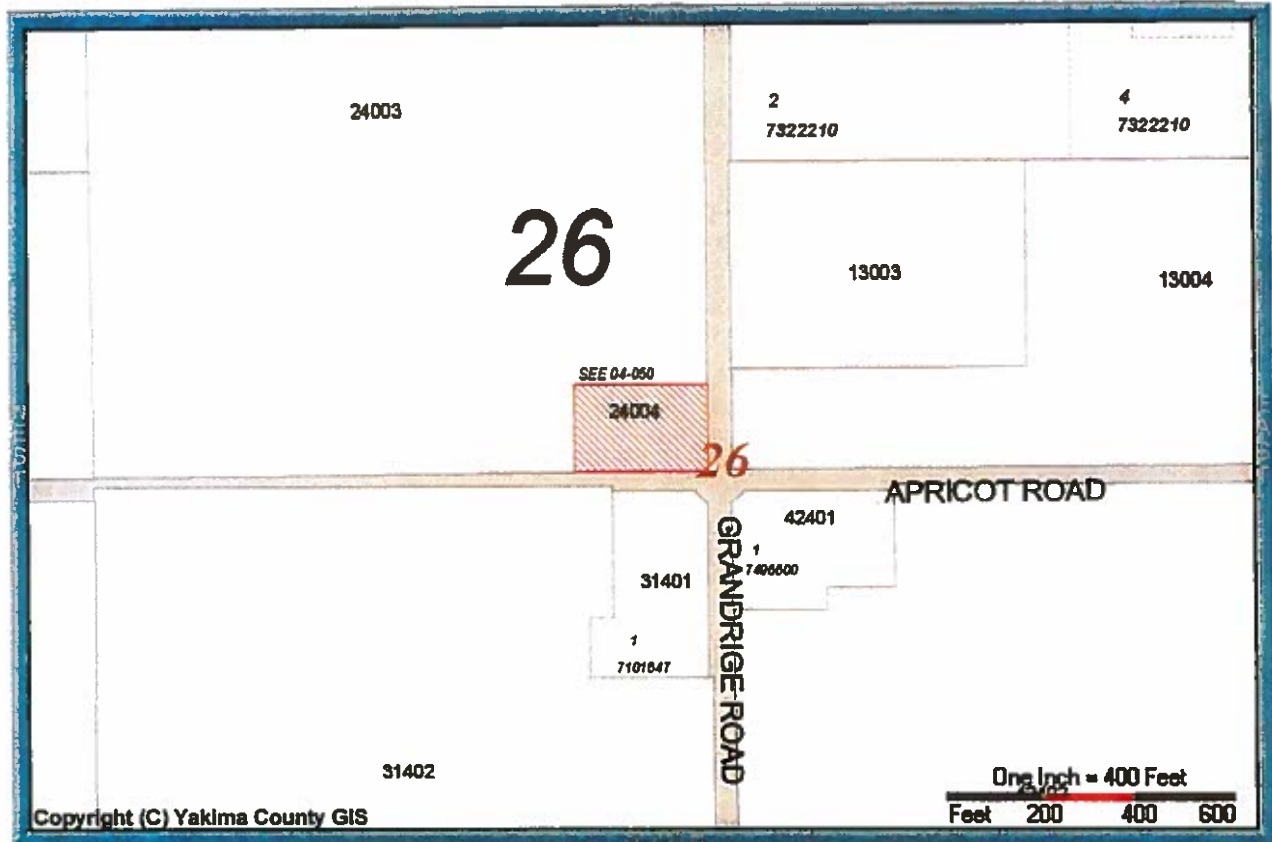 24003
2
7322210
4
7322210
26
13003
13004
SEE 04-050
24004
26
APRICOT ROAD
42401
1
7495500
GRANDRIGE ROAD
31401
1
7101647
31402
One Inch = 400 Feet
Feet 200 400 600
Copyright (C) Yakima County GIS